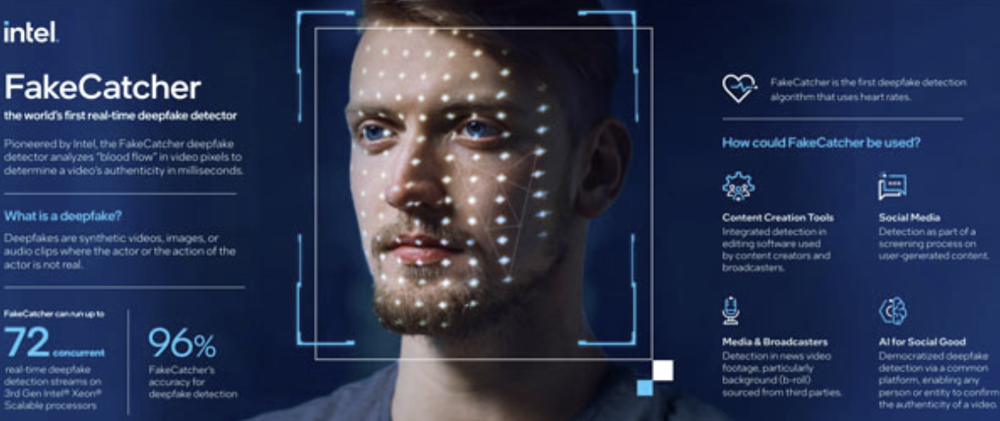 intel.
FakeCatcher
the world's first real-time deepfake detector
Pioneered by Intel, the FakeCatcher deepfake
detector analyzes "blood flow" in video pixels to
determine a video's authenticity in milliseconds.
What is a deepfake?
Deepfakes are synthetic videos, images, or
audio clips where the actor or the action of the
actor is not real.
FakeCatcher can run up to
72 concurrent
real-time deepfake
detection streams on
3rd Gen Intel® Xeon®
Scalable processors
96%
FakeCatcher's
accuracy for
deepfake detection
FakeCatcher is the first deepfake detection
algorithm that uses heart rates.
How could FakeCatcher be used?
Content Creation Tools
Integrated detection in
editing software used
by content creators and
broadcasters.
Social Media
Detection as part of a
screening process on
user-generated content.
Media & Broadcasters
Detection in news video
footage, particularly
background (b-roll)
sourced from third parties.
AI for Social Good
Democratized deepfake
detection via a common
platform, enabling any
person or entity to confirm
the authenticity of a video.